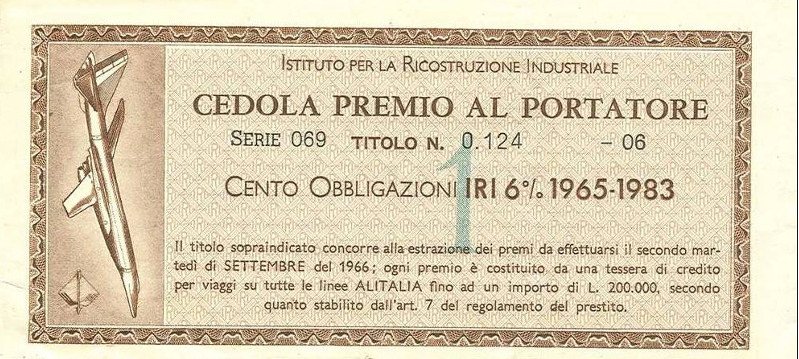 Istituto per la Ricostruzione Industriale
CEDOLA PREMIO AL PORTATORE
Serie 069 TITOLO N. 0.124 – 06
1
Cento Obbligazioni IRI 6% 1965-1983
Il titolo sopraindicato concorre alla estrazione dei premi da effettuarsi il secondo mar-
tedì di SETTEMBRE del 1966; ogni premio è costituito da una tessera di credito
per viaggi su tutte le linee ALITALIA fino ad un importo di L. 200.000, secondo
quanto stabilito dall'art. 7 del regolamento del prestito.